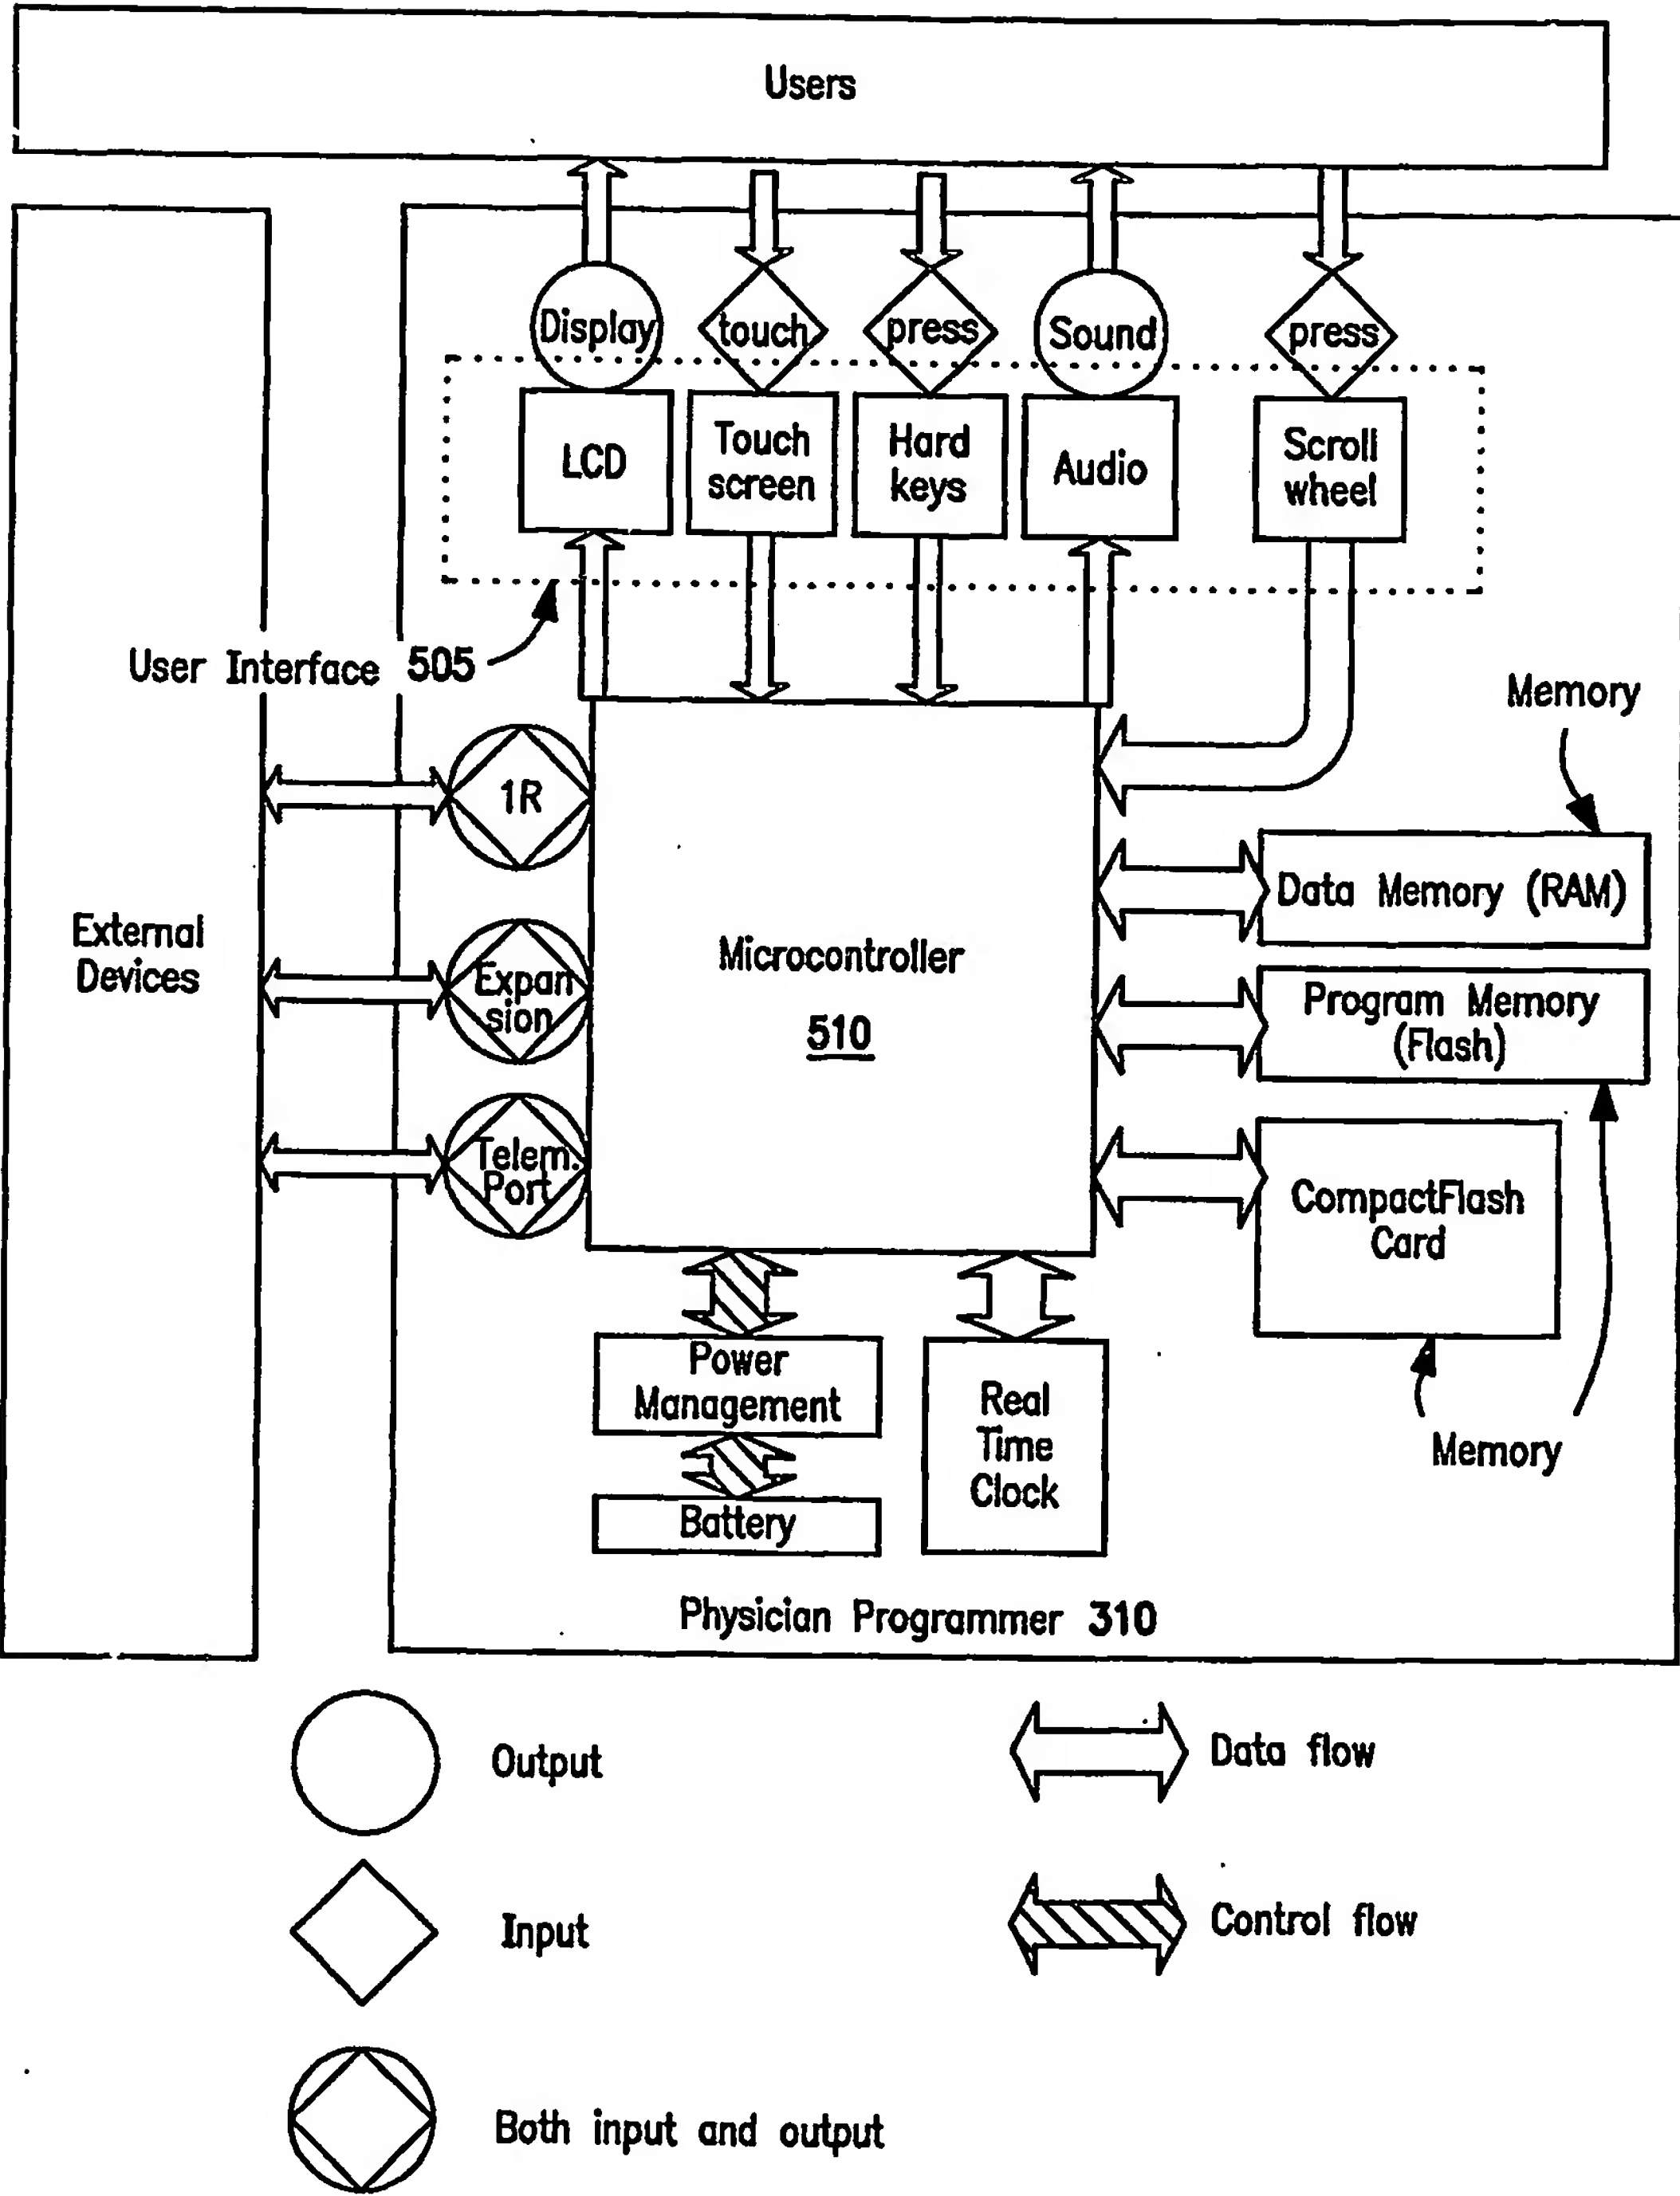 Users
Display
touch
press
Sound
press
LCD
Touch
screen
Hard
keys
Audio
Scroll
wheel
User Interface 505
Memory
1R
Data Memory (RAM)
External
Devices
Expan
sion
Microcontroller
510
Program Memory
(Flash)
Telem.
Port
CompactFlash
Card
Power
Management
Real
Time
Clock
Memory
Battery
Physician Programmer 310
Output
Data flow
Input
Control flow
Both input and output